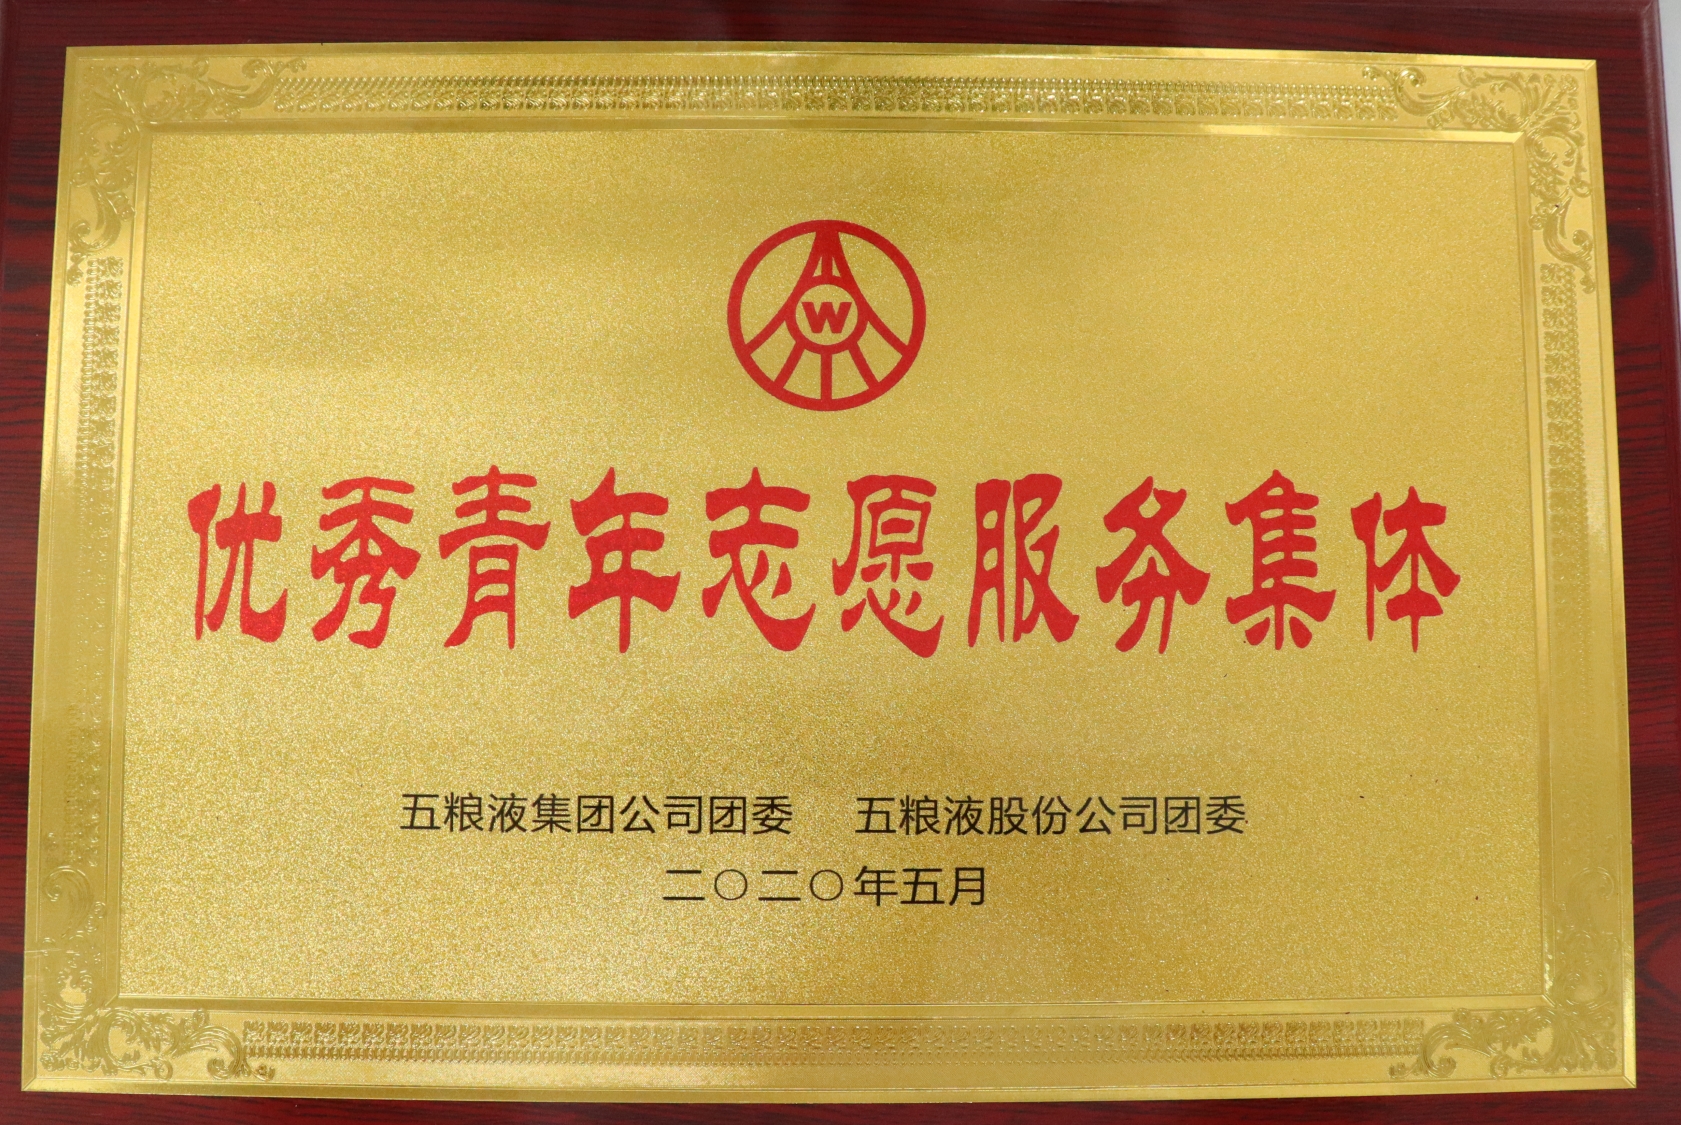 W
优秀青年志愿服务集体
五粮液集团公司团委 五粮液股份公司团委
二〇二〇年五月